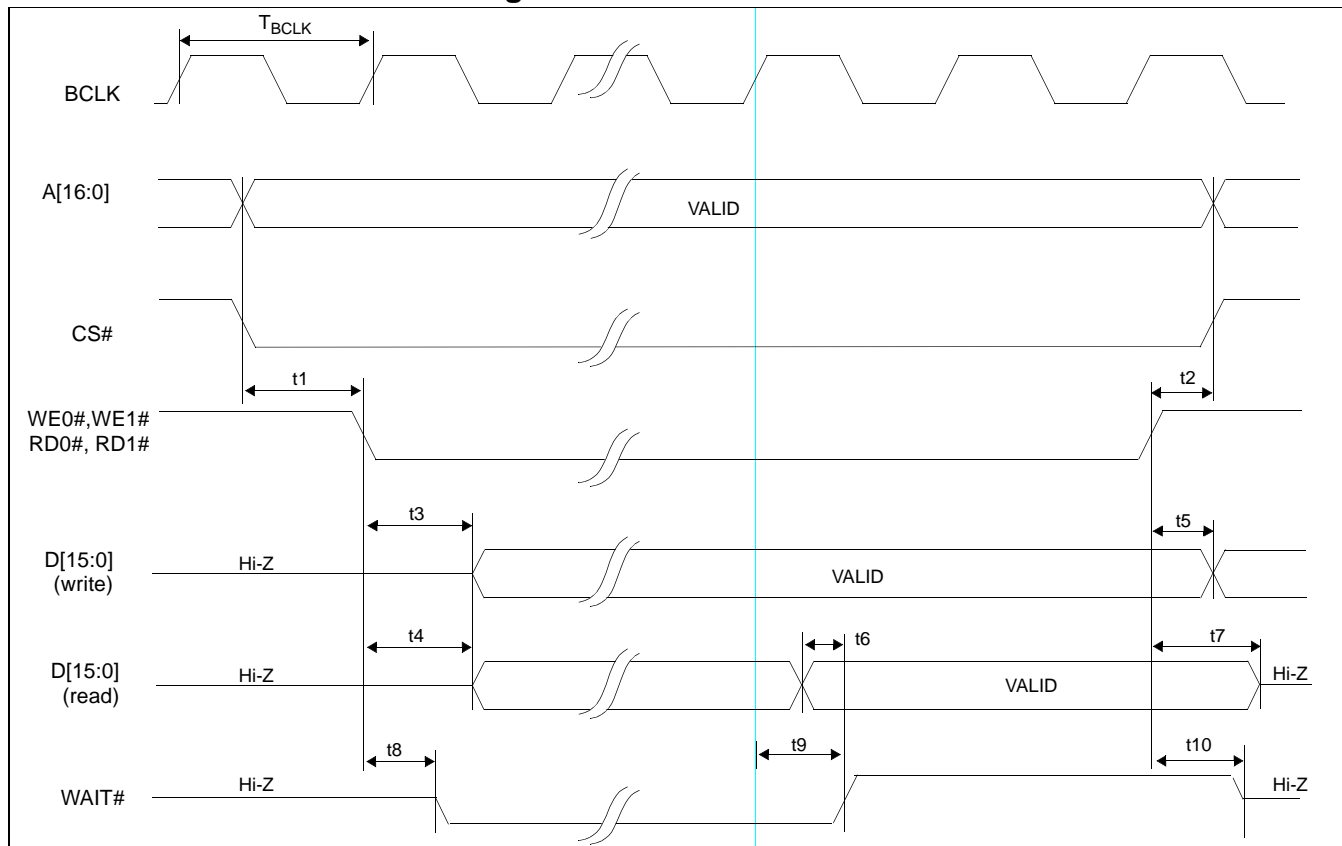 g
T_BCLK
BCLK
A[16:0]
VALID
CS#
t1
t2
WE0#,WE1#
RD0#, RD1#
t3
t5
D[15:0]
(write)
Hi-Z
VALID
t4
t6
t7
D[15:0]
(read)
Hi-Z
VALID
Hi-Z
t8
t9
t10
WAIT#
Hi-Z
Hi-Z